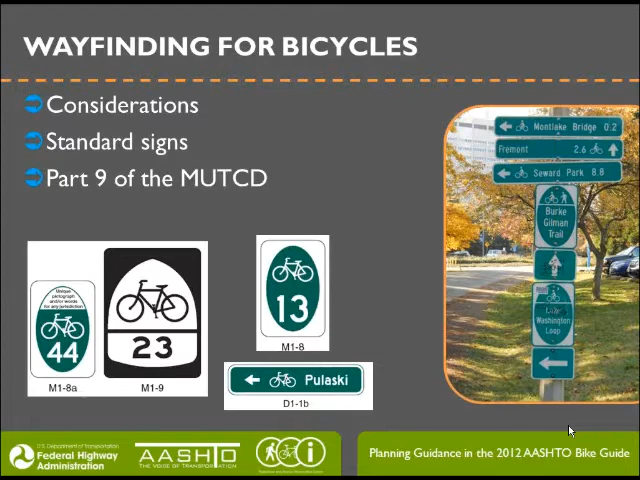 WAYFINDING FOR BICYCLES
Considerations
Standard signs
Part 9 of the MUTCD
Montlake Bridge 0.2
Fremont 2.6
Seward Park 8.8
Burke
Gilman
Trail
Lake
Washington
Loop
Unique
pictograph
and/or words
for any jurisdiction
44
M1-8a
23
M1-9
13
M1-8
Pulaski
D1-1b
U.S. Department of Transportation
Federal Highway
Administration
AASHTO
THE VOICE OF TRANSPORTATION
Planning Guidance in the 2012 AASHTO Bike Guide